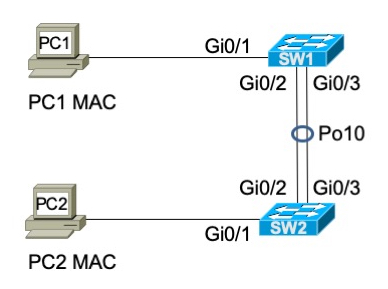 PC1
Gi0/1
SW1
Gi0/2
Gi0/3
PC1 MAC
Po10
PC2
Gi0/2
Gi0/3
Gi0/1
SW2
PC2 MAC